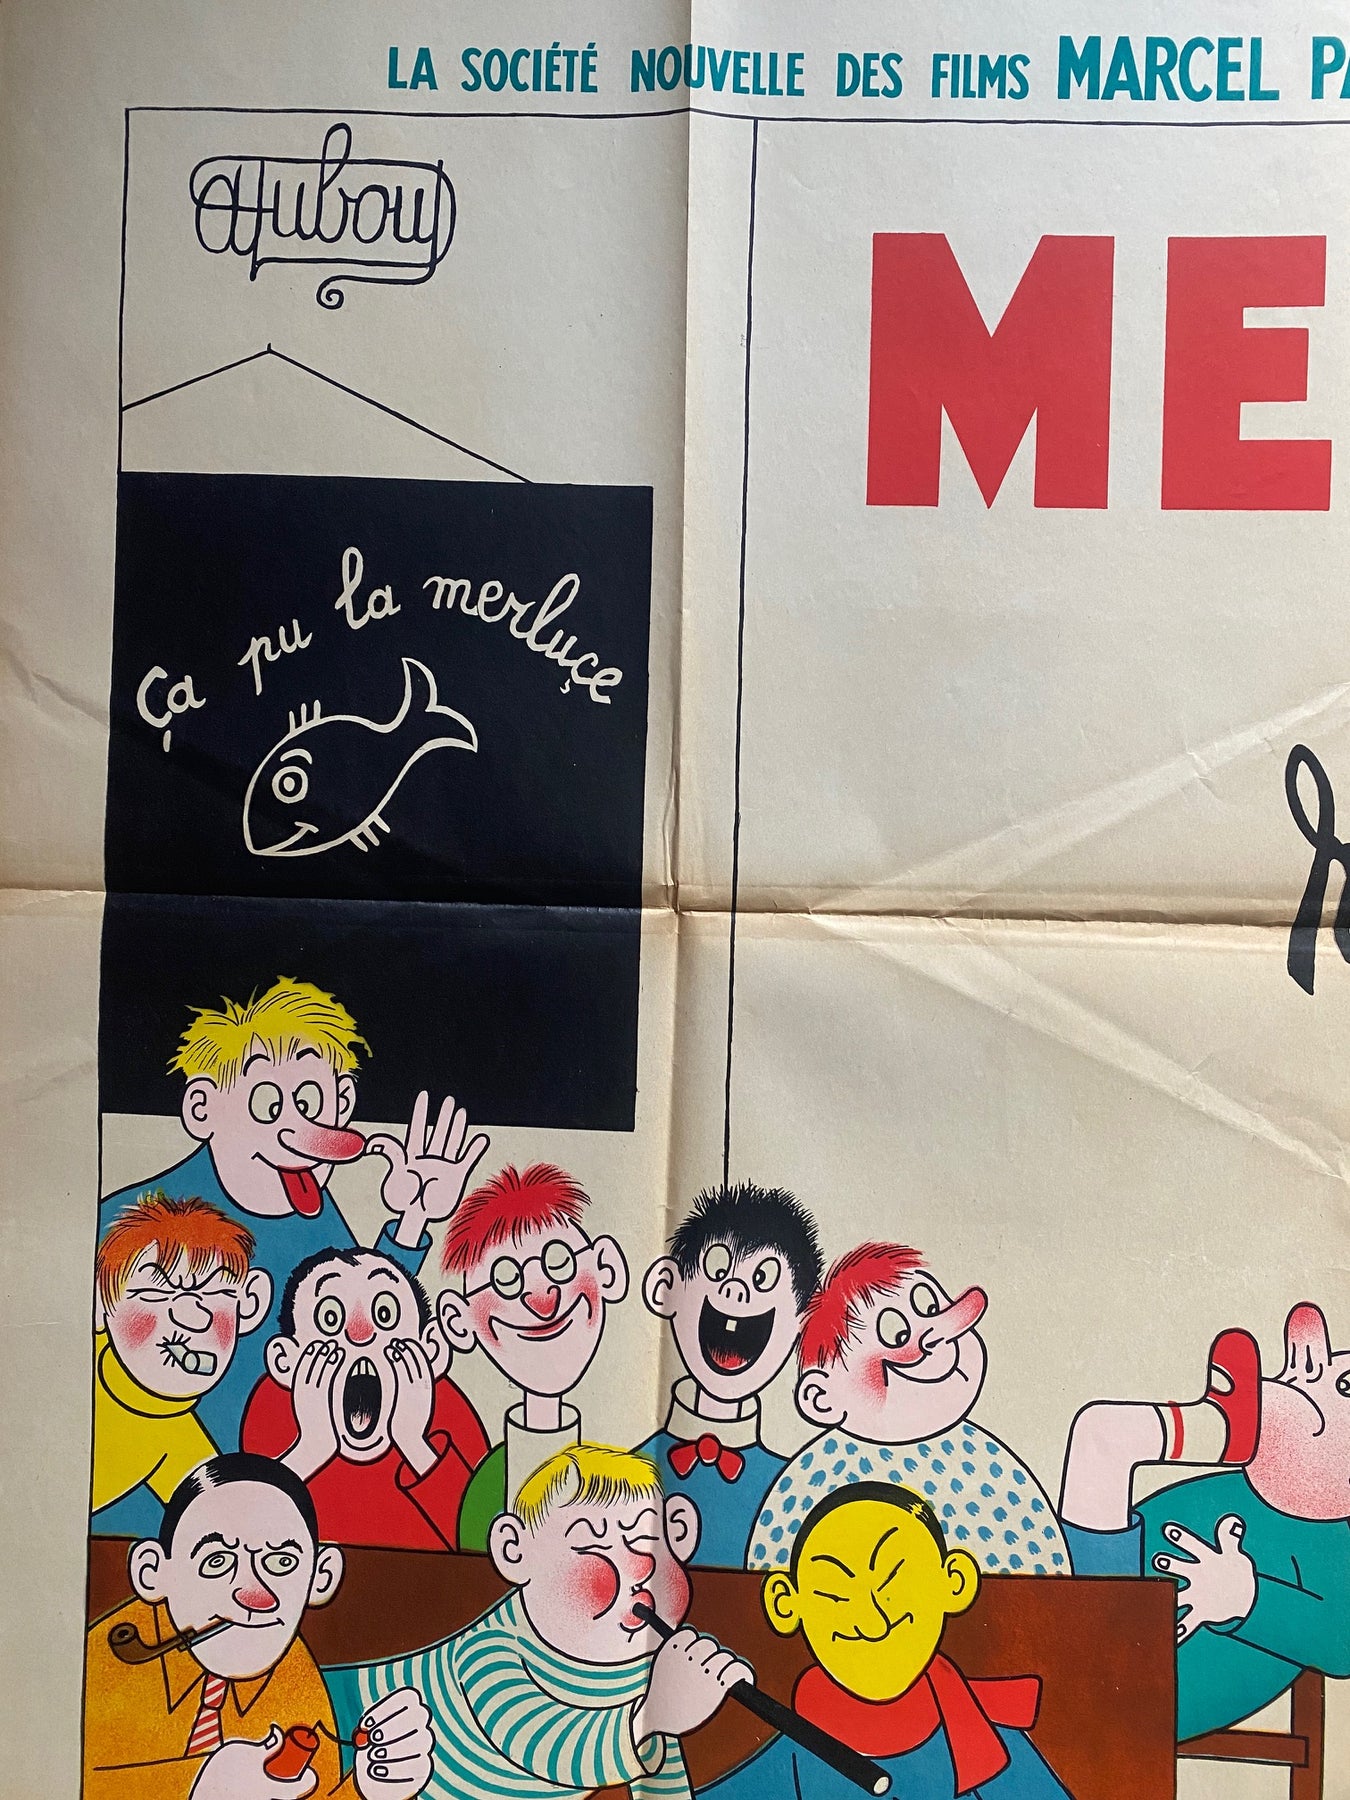 LA SOCIÉTÉ NOUVELLE DES FILMS MARCEL PA
Dubout
ME
Ça pu la merluçe